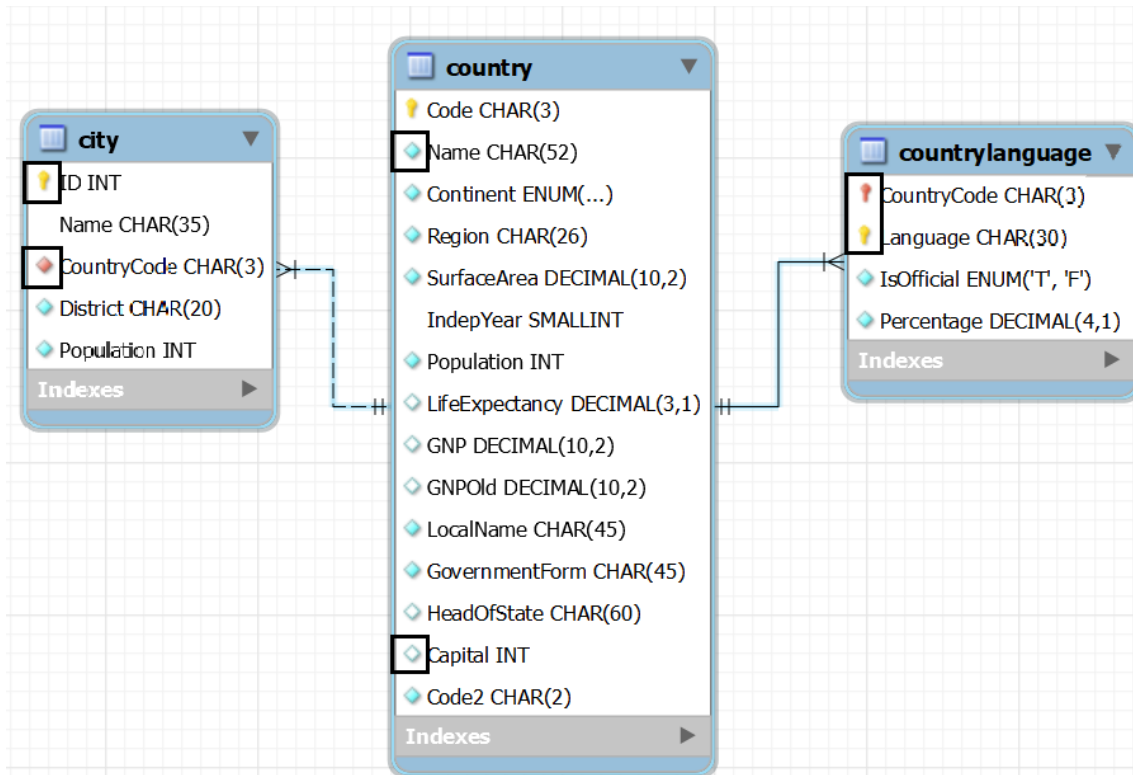 city
ID INT
Name CHAR(35)
CountryCode CHAR(3)
District CHAR(20)
Population INT
Indexes
country
Code CHAR(3)
Name CHAR(52)
Continent ENUM(...)
Region CHAR(26)
SurfaceArea DECIMAL(10,2)
IndepYear SMALLINT
Population INT
LifeExpectancy DECIMAL(3,1)
GNP DECIMAL(10,2)
GNPOld DECIMAL(10,2)
LocalName CHAR(45)
GovernmentForm CHAR(45)
HeadOfState CHAR(60)
Capital INT
Code2 CHAR(2)
Indexes
countrylanguage
CountryCode CHAR(3)
Language CHAR(30)
IsOfficial ENUM('T', 'F')
Percentage DECIMAL(4,1)
Indexes